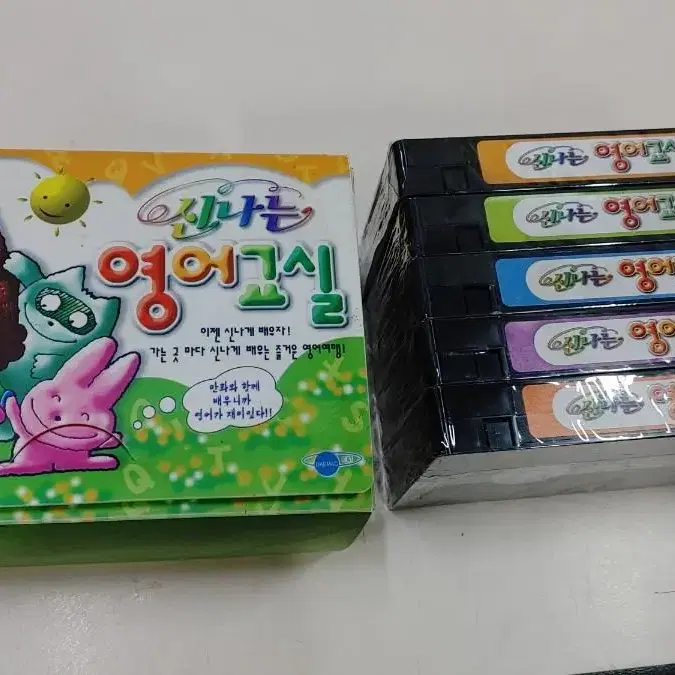 신나는
영어교실
이젠 신나게 배우자!
가는 곳 마다 신나게 배우는 즐거운 영어여행!
만화와 함께
배우니까
영어가 재미있다!!
신나는 영어교실
신나는 영어교
신나는 영어
신나는 영어
신나는